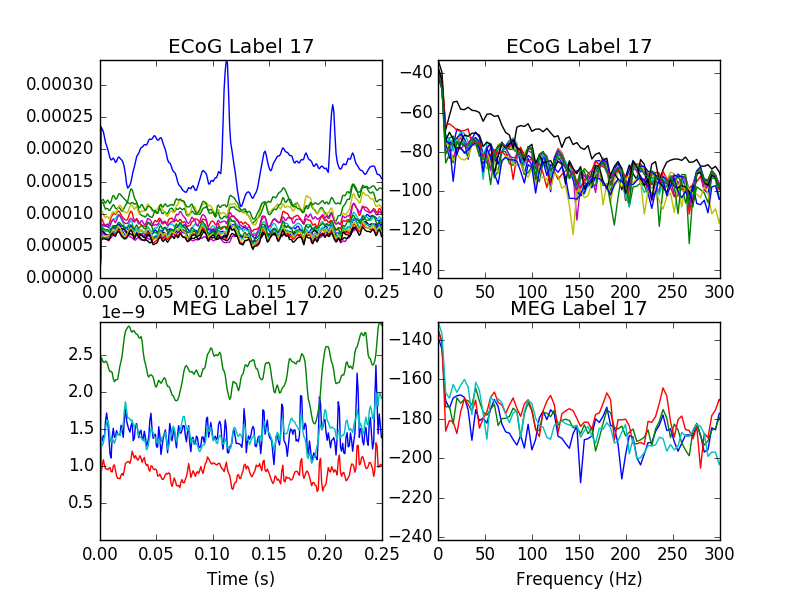 ECoG Label 17
ECoG Label 17
0.00030
0.00025
0.00020
0.00015
0.00010
0.00005
0.00000
0.00 0.05 0.10 0.15 0.20 0.25
−40
−60
−80
−100
−120
−140
0 50 100 150 200 250 300
MEG Label 17
MEG Label 17
1e−9
2.5
2.0
1.5
1.0
0.5
0.00 0.05 0.10 0.15 0.20 0.25
Time (s)
−140
−160
−180
−200
−220
−240
0 50 100 150 200 250 300
Frequency (Hz)